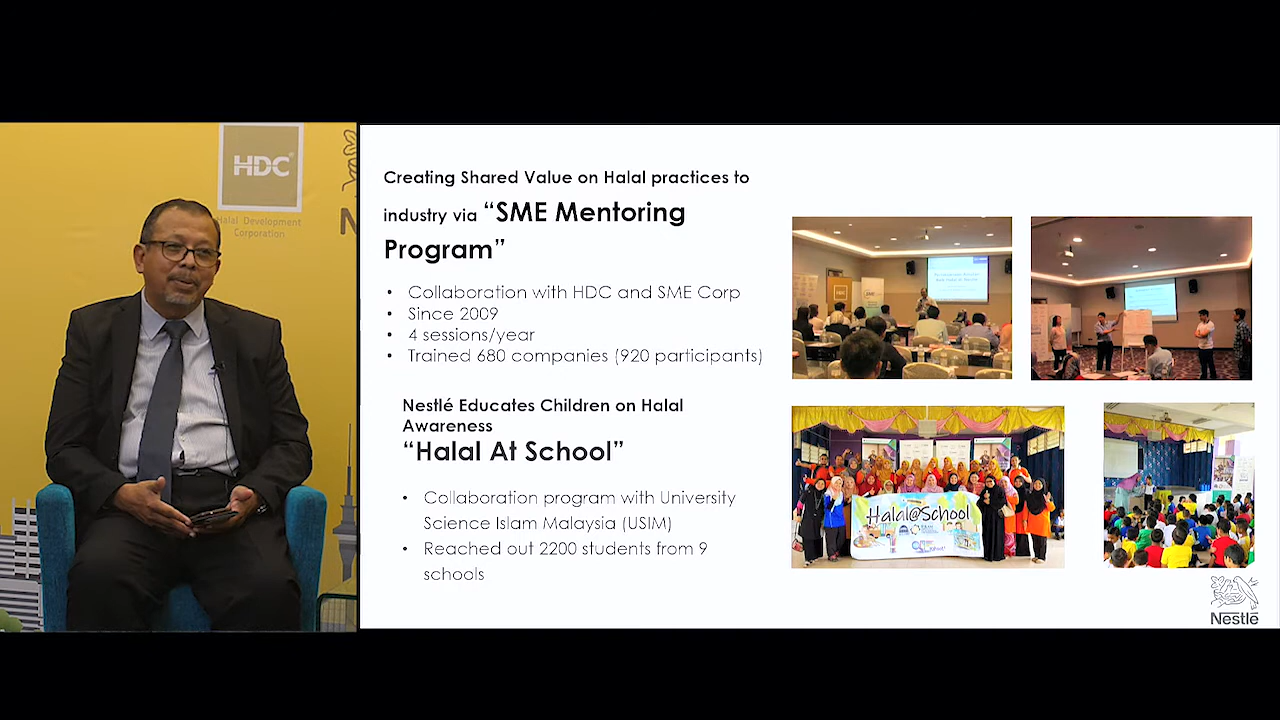 HDC
Halal Development
Corporation
Creating Shared Value on Halal practices to
industry via “SME Mentoring
Program”
• Collaboration with HDC and SME Corp
• Since 2009
• 4 sessions/year
• Trained 680 companies (920 participants)
Nestlé Educates Children on Halal
Awareness
“Halal At School”
• Collaboration program with University
Science Islam Malaysia (USIM)
• Reached out 2200 students from 9
schools
HDC
SME
Halal@School
Nestlé